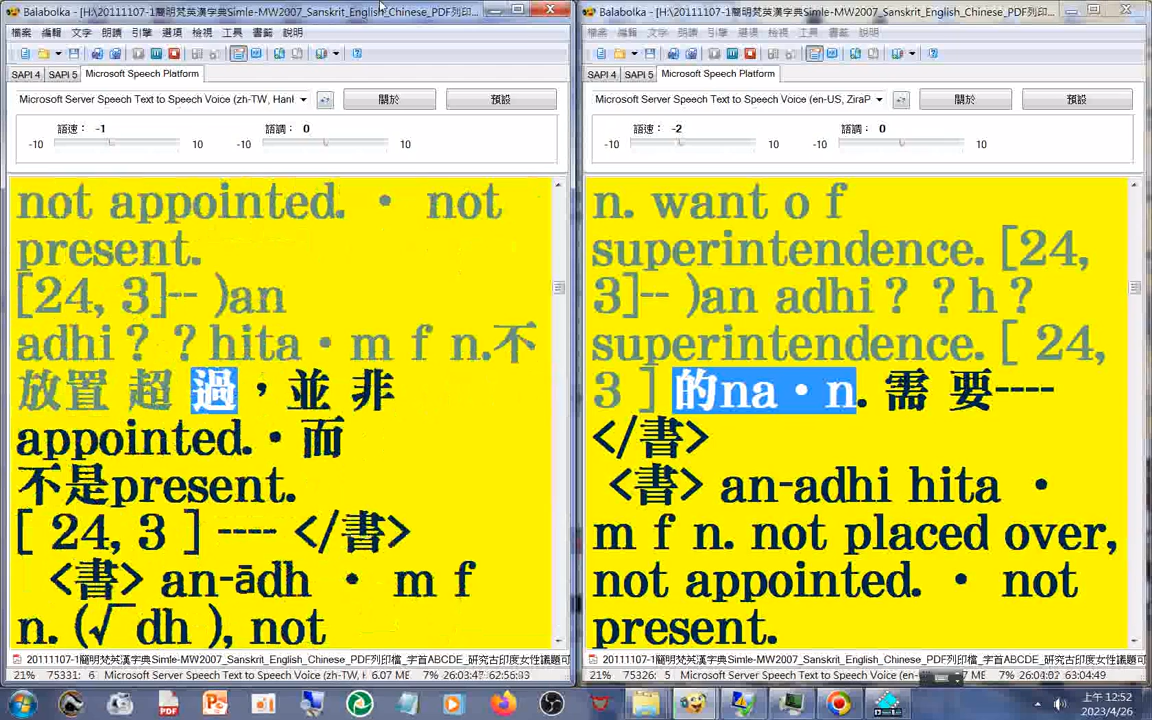 Balabolka - [H:\20111107-1簡明梵英漢字典Simle-MW2007_Sanskrit_English_Chinese_PDF列印...
檔案 編輯 文字 朗讀 引擎 選項 檢視 工具 書籤 說明
SAPI 4 SAPI 5 Microsoft Speech Platform
Microsoft Server Speech Text to Speech Voice (zh-TW, Han 關於 預設
語速: -1 語調: 0
-10 10 -10 10
not appointed. • not
present.
[24, 3]-- )an
adhi??hita•m f n.不
放置 超 過，並 非
appointed.•而
不是present.
[ 24, 3 ] ---- </書>
<書> an-ādh • m f
n. (√ dh ), not
20111107-1簡明梵英漢字典Simle-MW2007_Sanskrit_English_Chinese_PDF列印檔_字首ABCDE_研究古印度女性議題可
21% 75331: 6 Microsoft Server Speech Text to Speech Voice (zh-TW, 6.07 MB 7%
Balabolka - [H:\20111107-1簡明梵英漢字典Simle-MW2007_Sanskrit_English_Chinese_PDF列印...
檔案 編輯 文字 朗讀 引擎 選項 檢視 工具 書籤 說明
SAPI 4 SAPI 5 Microsoft Speech Platform
Microsoft Server Speech Text to Speech Voice (en-US, ZiraP 關於 預設
語速: -2 語調: 0
-10 10 -10 10
n. want o f
superintendence. [24,
3]-- )an adhi??h?
superintendence. [ 24,
3 ] 的na•n. 需 要----
</書>
<書> an-adhi hita •
m f n. not placed over,
not appointed. • not
present.
20111107-1簡明梵英漢字典Simle-MW2007_Sanskrit_English_Chinese_PDF列印檔_字首ABCDE_研究古印度女性議題可
21% 75326: 5 Microsoft Server Speech Text to Speech Voice (en-US, 7% 26:04:02 63:04:49
上午 12:52
2023/4/26